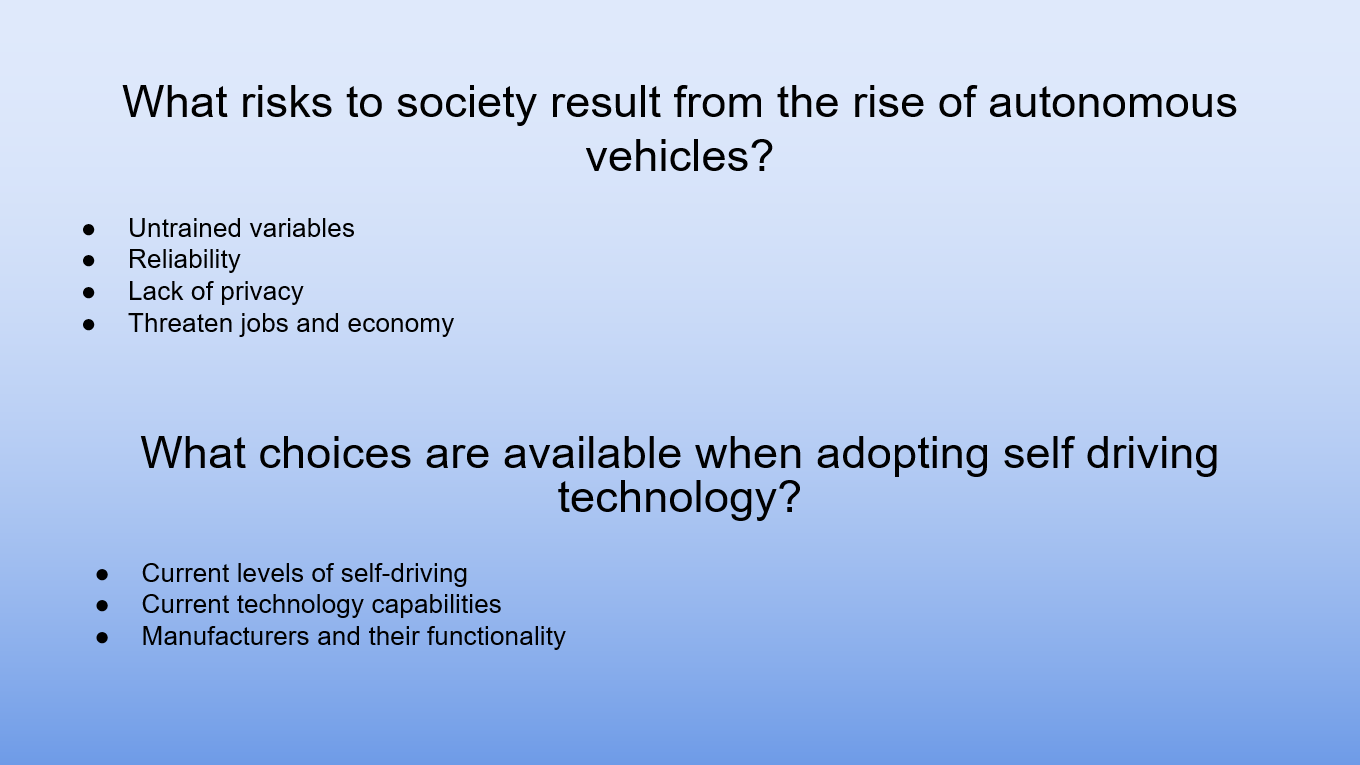 What risks to society result from the rise of autonomous
vehicles?
● Untrained variables
● Reliability
● Lack of privacy
● Threaten jobs and economy
What choices are available when adopting self driving
technology?
● Current levels of self-driving
● Current technology capabilities
● Manufacturers and their functionality